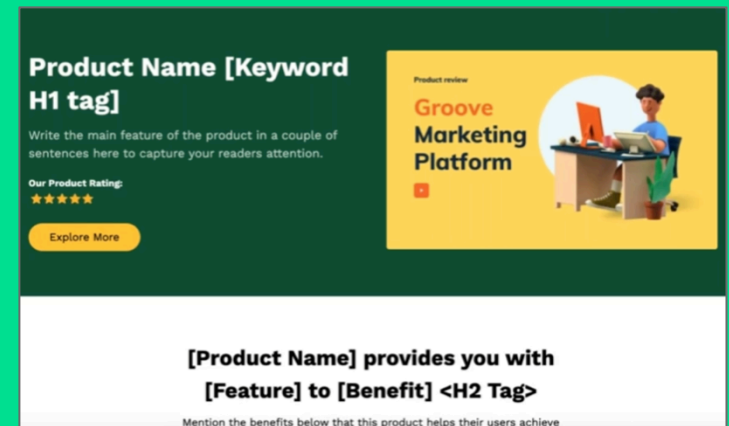 Product Name [Keyword
H1 tag]
Write the main feature of the product in a couple of
sentences here to capture your readers attention.
Our Product Rating:
Explore More
Product review
Groove
Marketing
Platform
[Product Name] provides you with
[Feature] to [Benefit] <H2 Tag>
Mention the benefits below that this product helps their users achieve